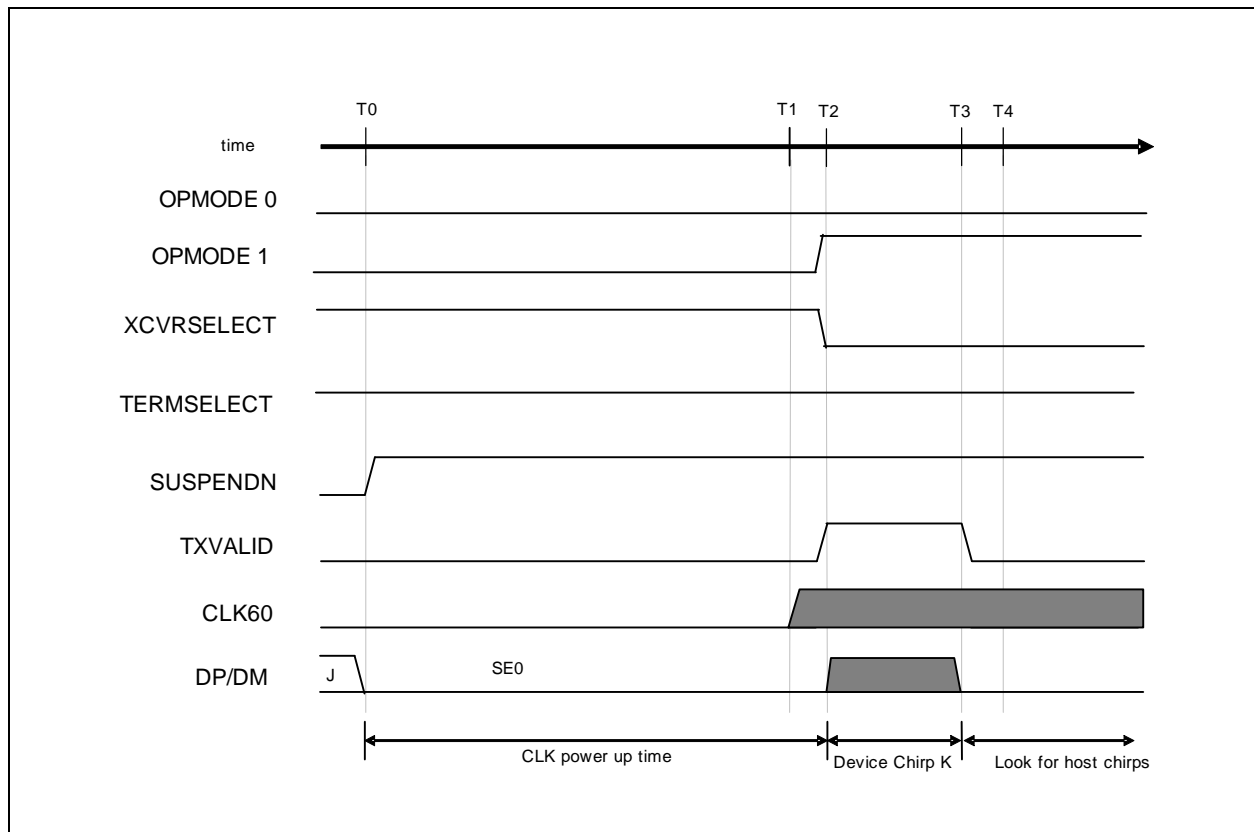 T0 T1 T2 T3 T4
time
OPMODE 0
OPMODE 1
XCVRSELECT
TERMSELECT
SUSPENDN
TXVALID
CLK60
DP/DM J SE0
CLK power up time Device Chirp K Look for host chirps